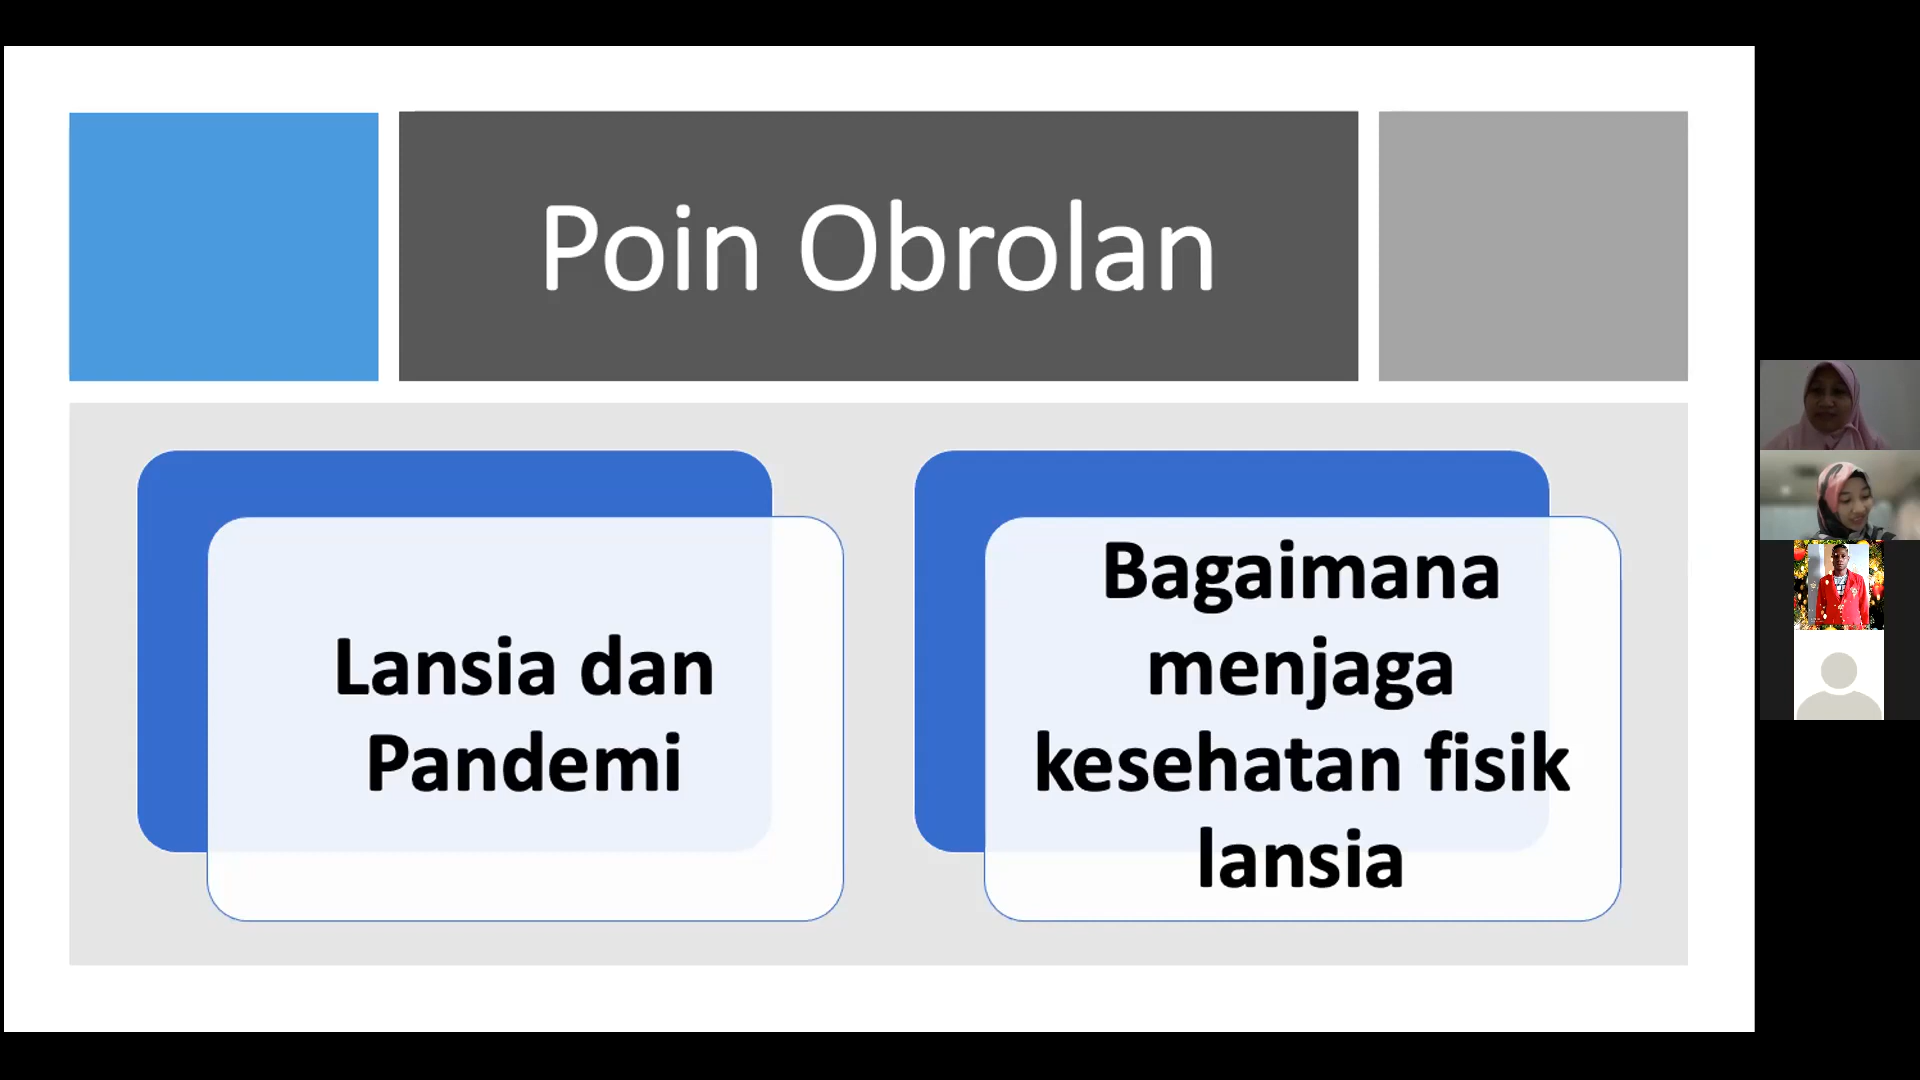 Poin Obrolan
Lansia dan
Pandemi
Bagaimana
menjaga
kesehatan fisik
lansia